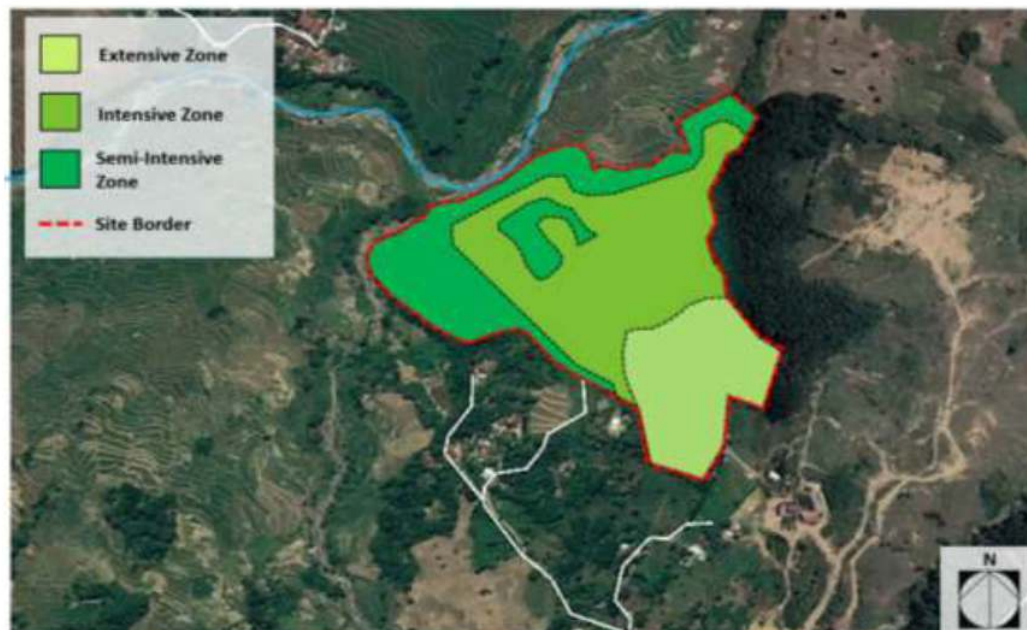 Extensive Zone
Intensive Zone
Semi-Intensive
Zone
Site Border
N